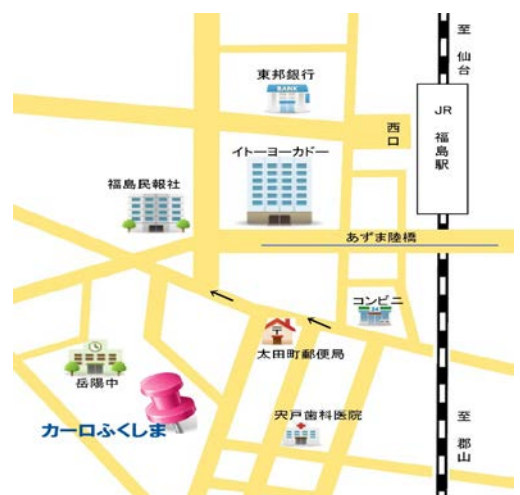 至 仙台
東邦銀行
BANK
JR 福島駅
西口
イトーヨーカドー
福島民報社
あずま陸橋
コンビニ
24
太田町郵便局
岳陽中
カーロふくしま
宍戸歯科医院
至 郡山